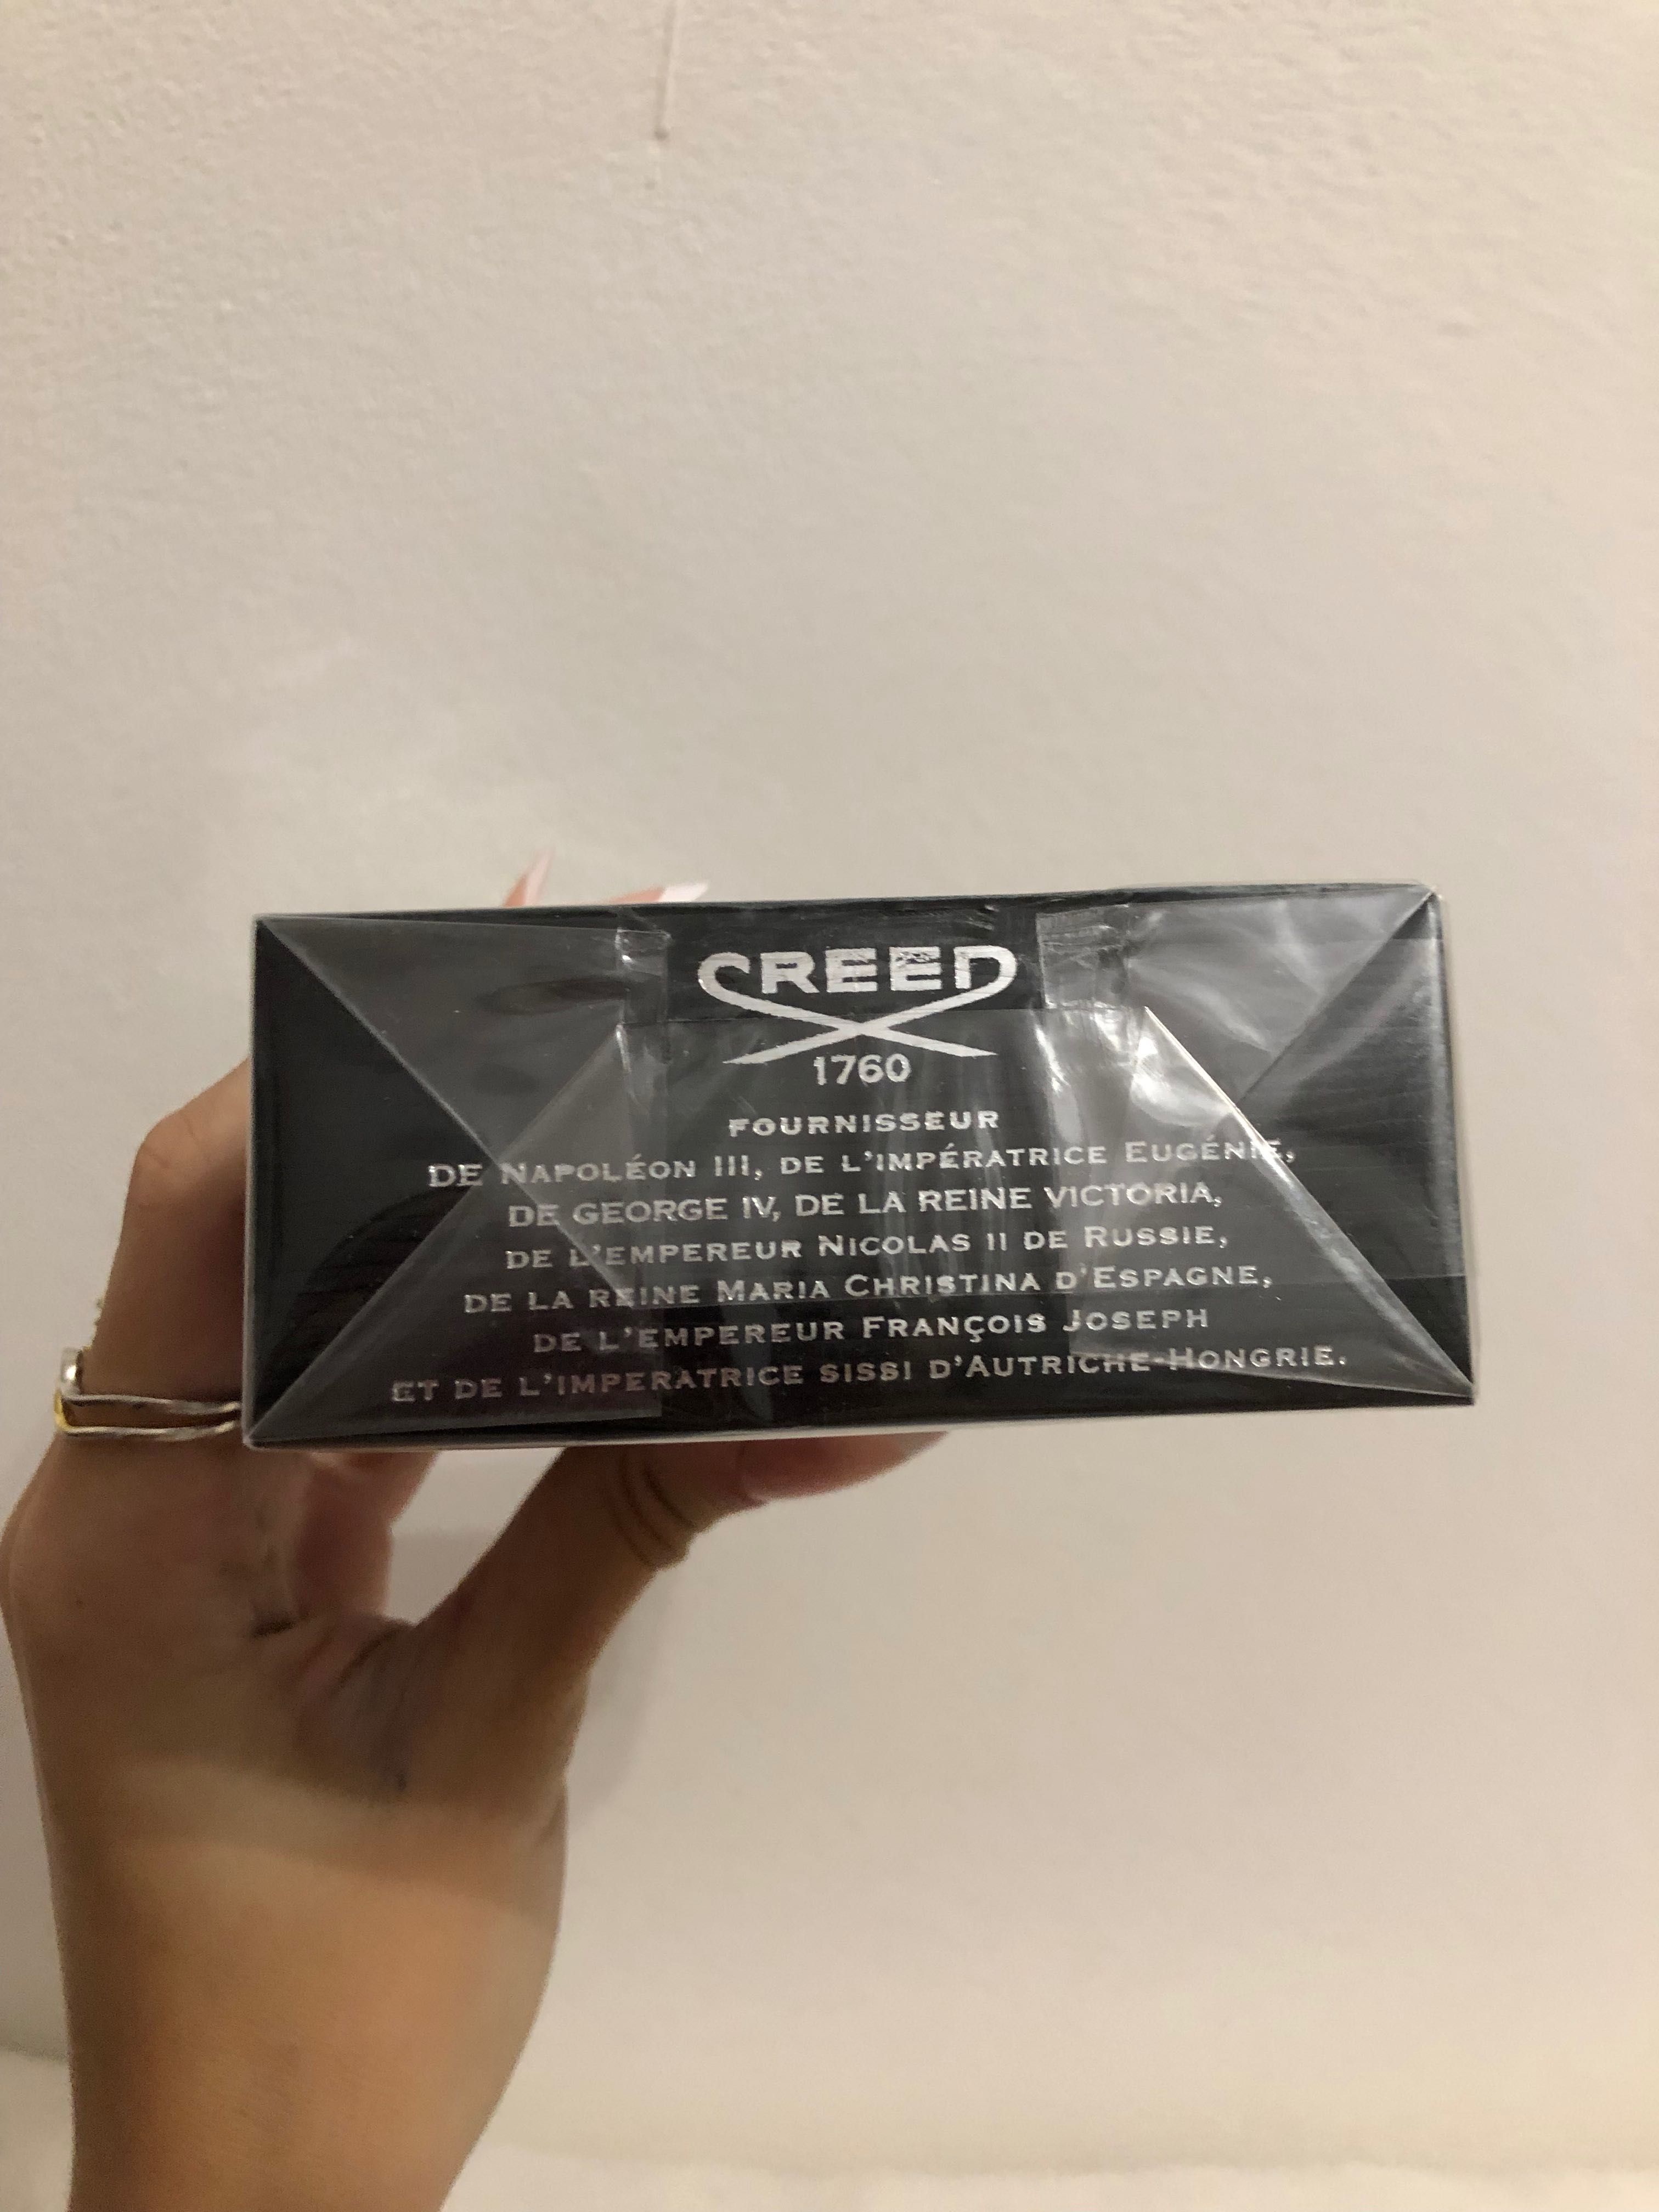 CREED
1760
FOURNISSEUR
DE NAPOLÉON III, DE L'IMPÉRATRICE EUGÉNIE,
DE GEORGE IV, DE LA REINE VICTORIA,
DE L'EMPEREUR NICOLAS II DE RUSSIE,
DE LA REINE MARIA CHRISTINA D'ESPAGNE,
DE L'EMPEREUR FRANÇOIS JOSEPH
ET DE L'IMPERATRICE SISSI D'AUTRICHE-HONGRIE.